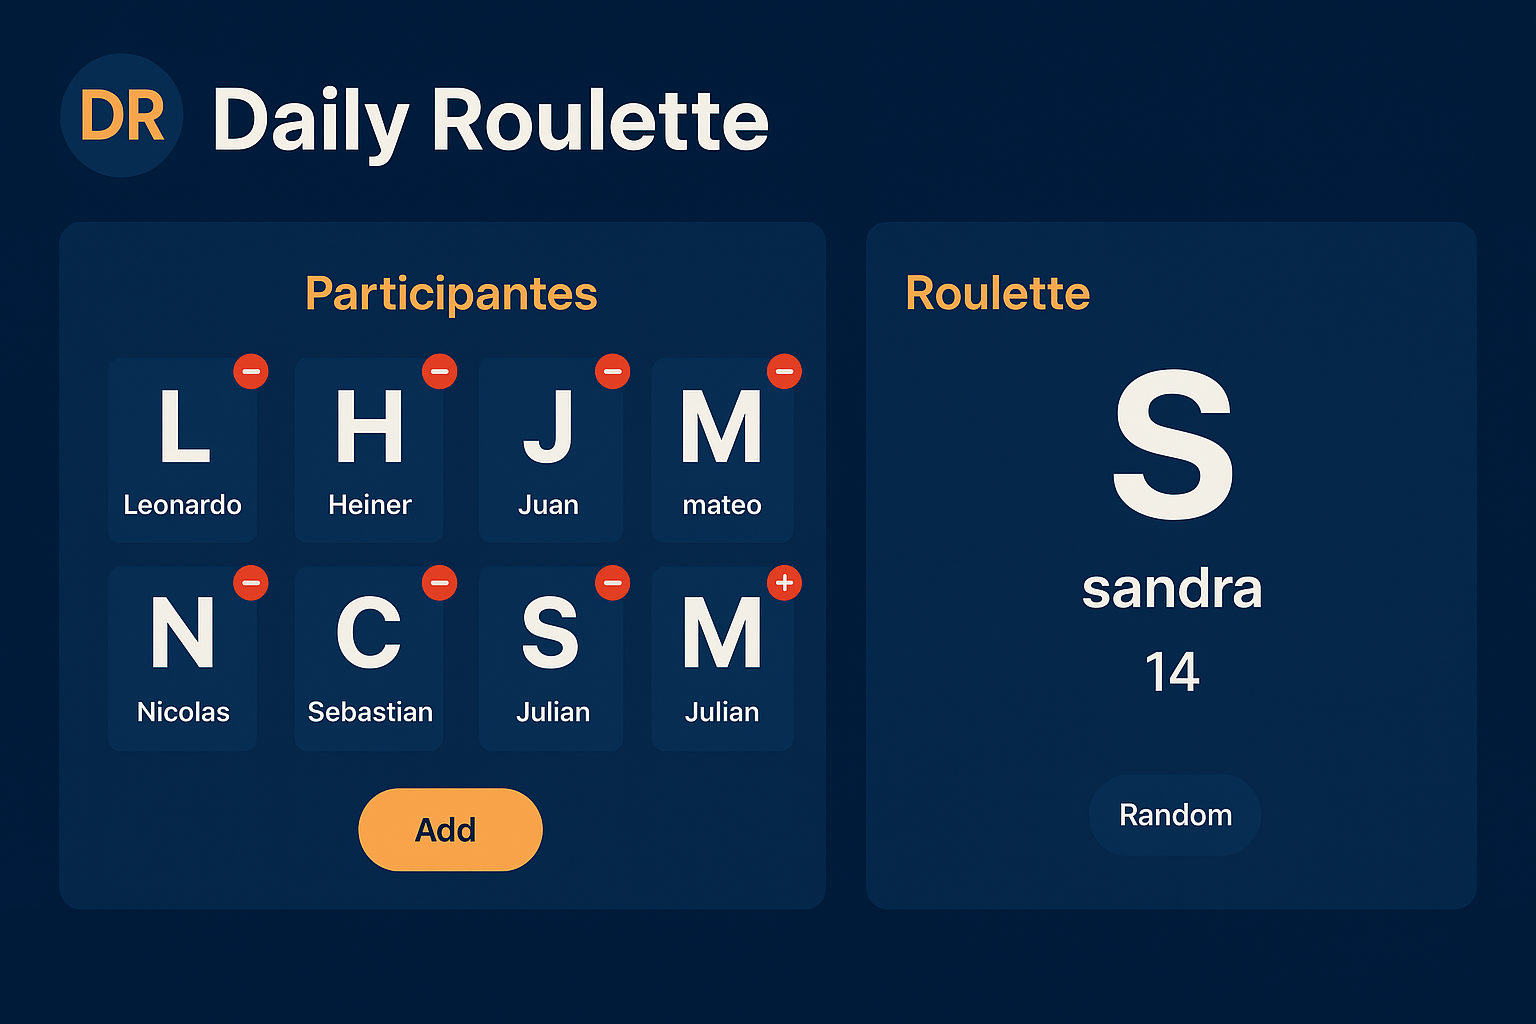 DR Daily Roulette
Participantes
L H J M
Leonardo Heiner Juan mateo
N C S M
Nicolas Sebastian Julian Julian
Add
Roulette
S
sandra
14
Random